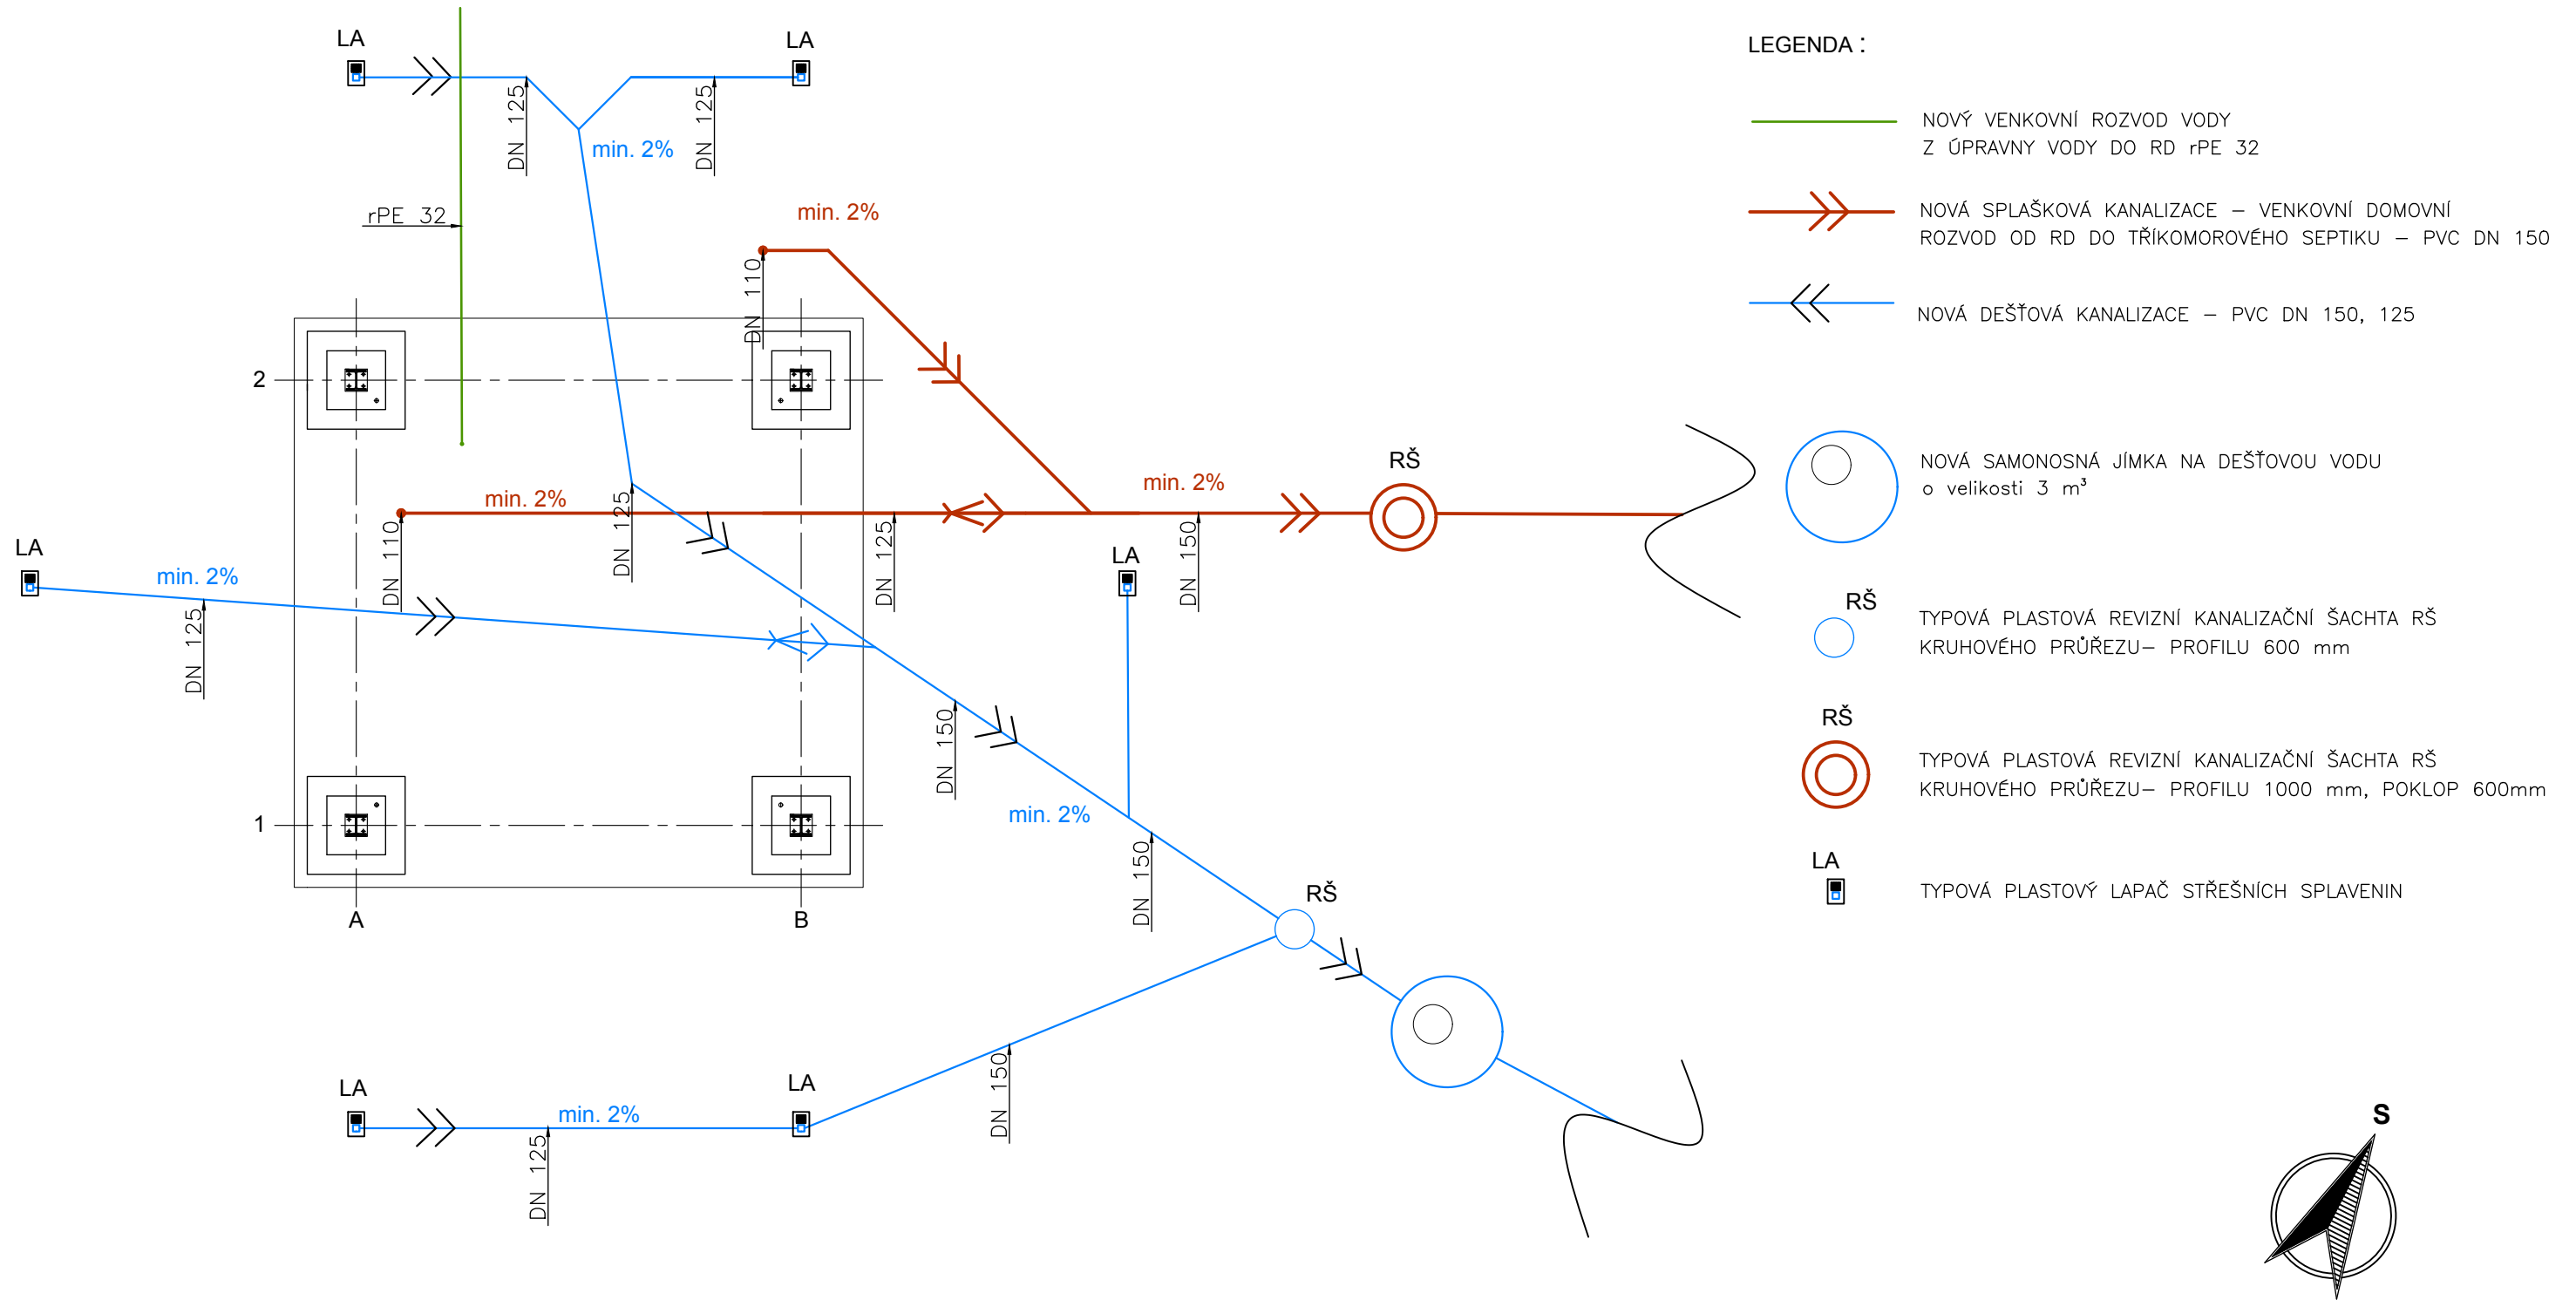 LA
LA
DN 125
DN 125
min. 2%
rPE 32
min. 2%
DN 110
2
min. 2%
DN 110
DN 125
DN 125
min. 2%
DN 150
RŠ
LA
min. 2%
DN 125
LA
DN 150
min. 2%
DN 150
1
A
B
RŠ
LA
min. 2%
DN 125
LA
DN 150
LEGENDA :
NOVÝ VENKOVNÍ ROZVOD VODY
Z ÚPRAVNY VODY DO RD rPE 32
NOVÁ SPLAŠKOVÁ KANALIZACE – VENKOVNÍ DOMOVNÍ
ROZVOD OD RD DO TŘÍKOMOROVÉHO SEPTIKU – PVC DN 150
NOVÁ DEŠŤOVÁ KANALIZACE – PVC DN 150, 125
NOVÁ SAMONOSNÁ JÍMKA NA DEŠŤOVOU VODU
o velikosti 3 m³
RŠ
TYPOVÁ PLASTOVÁ REVIZNÍ KANALIZAČNÍ ŠACHTA RŠ
KRUHOVÉHO PRŮŘEZU– PROFILU 600 mm
RŠ
TYPOVÁ PLASTOVÁ REVIZNÍ KANALIZAČNÍ ŠACHTA RŠ
KRUHOVÉHO PRŮŘEZU– PROFILU 1000 mm, POKLOP 600mm
LA
TYPOVÁ PLASTOVÝ LAPAČ STŘEŠNÍCH SPLAVENIN
S